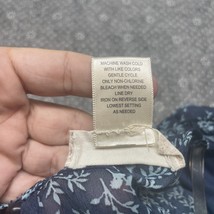 MACHINE WASH COLD
WITH LIKE COLORS
GENTLE CYCLE
ONLY NON-CHLORINE
BLEACH WHEN NEEDED
LINE DRY
IRON ON REVERSE SIDE
LOWEST SETTING
AS NEEDED